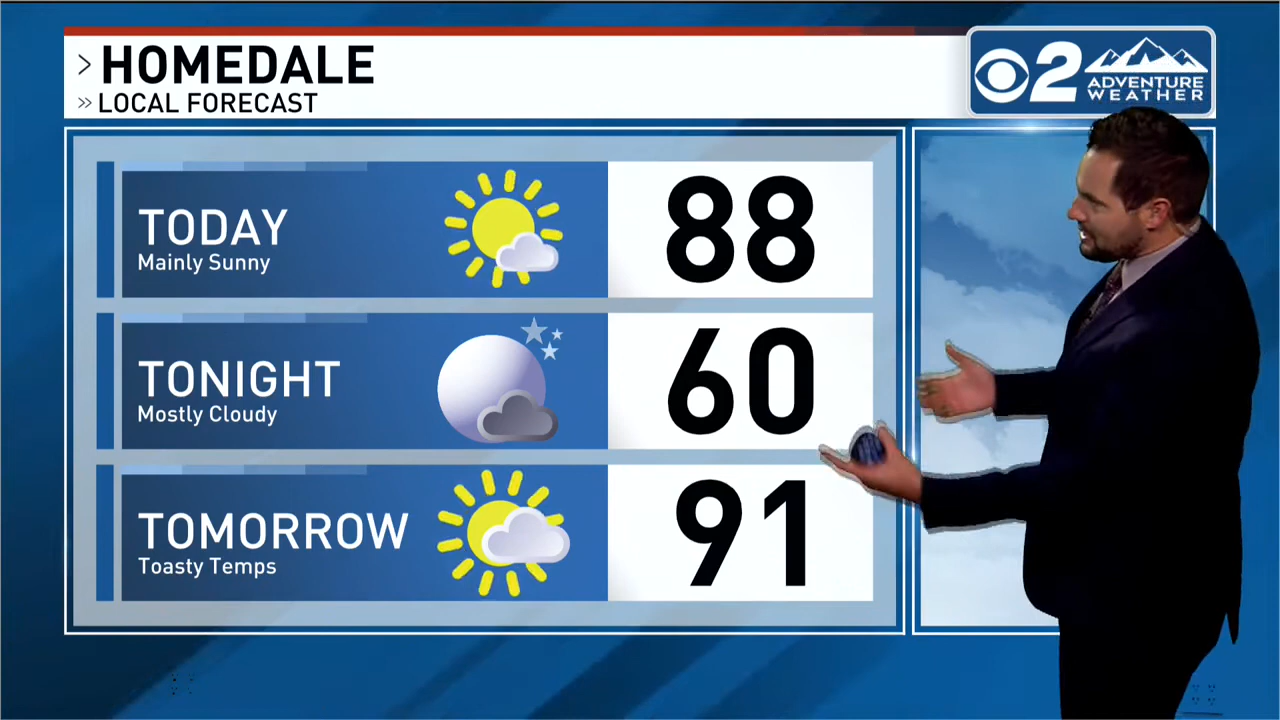 > HOMEDALE
» LOCAL FORECAST
2 ADVENTURE
WEATHER
TODAY
Mainly Sunny
88
TONIGHT
Mostly Cloudy
60
TOMORROW
Toasty Temps
91